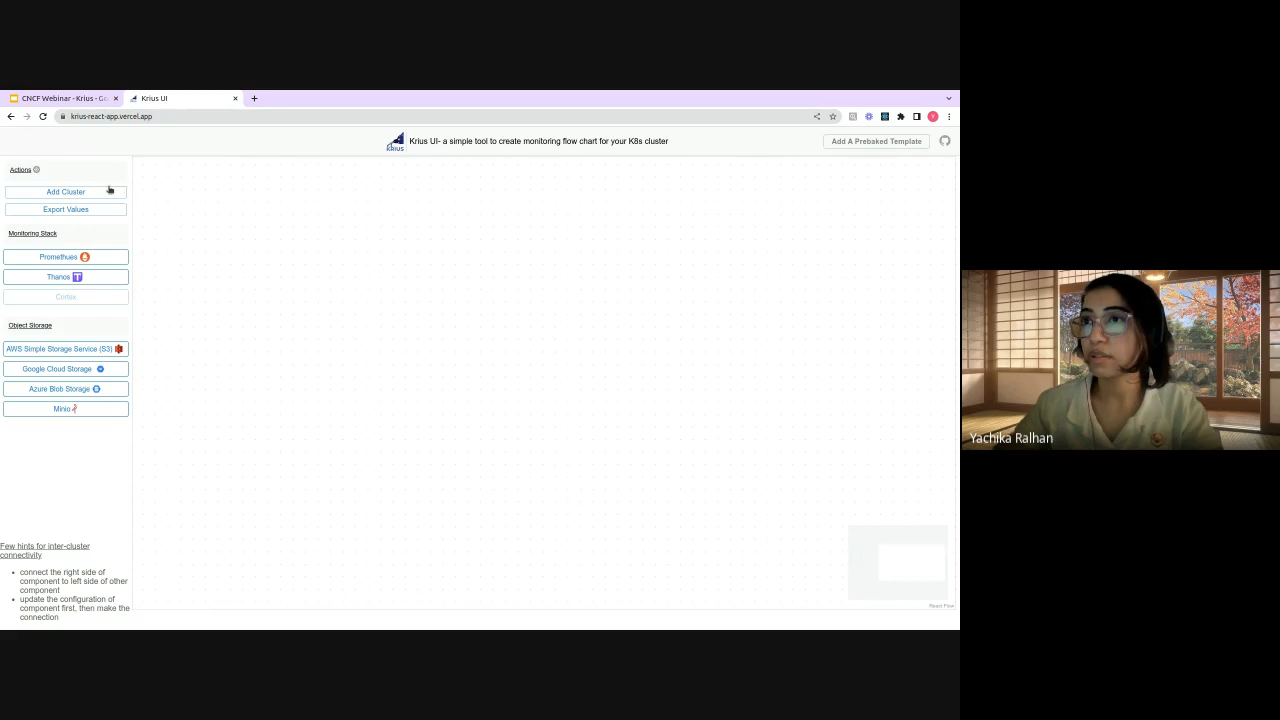 CNCF Webinar - Krius - Go
Krius UI
krius-react-app.vercel.app
Y
KRIUS
Krius UI- a simple tool to create monitoring flow chart for your K8s cluster
Add A Prebaked Template
Actions
Add Cluster
Export Values
Monitoring Stack
Promethues
Thanos
Cortex
Object Storage
AWS Simple Storage Service (S3)
Google Cloud Storage
Azure Blob Storage
Minio
Few hints for inter-cluster
connectivity
connect the right side of
component to left side of other
component
update the configuration of
component first, then make the
connection
React Flow
Yachika Ralhan